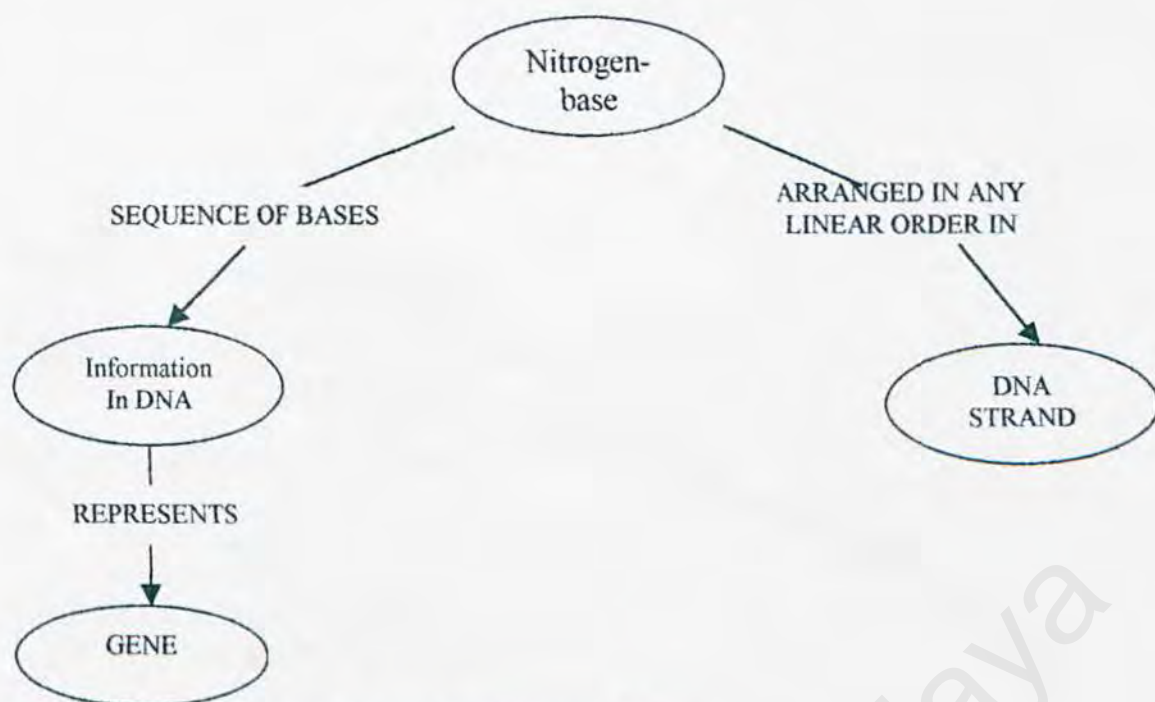 Nitrogen-
base
SEQUENCE OF BASES
ARRANGED IN ANY
LINEAR ORDER IN
Information
In DNA
DNA
STRAND
REPRESENTS
GENE